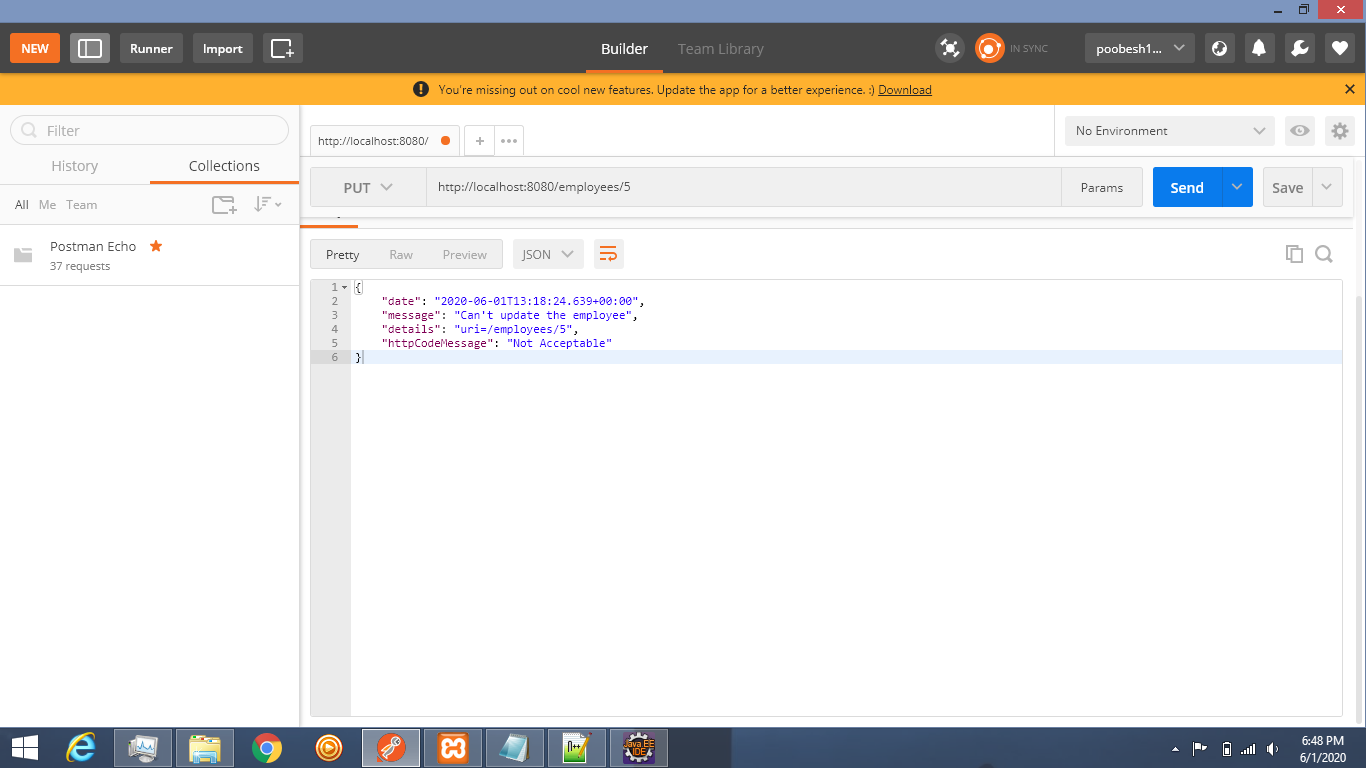 NEW
Runner
Import
Builder
Team Library
IN SYNC
poobesh1...
You're missing out on cool new features. Update the app for a better experience. :) Download
Filter
History
Collections
All Me Team
Postman Echo
37 requests
http://localhost:8080/
No Environment
PUT
http://localhost:8080/employees/5
Params
Send
Save
Pretty
Raw
Preview
JSON
1 {
2 "date": "2020-06-01T13:18:24.639+00:00",
3 "message": "Can't update the employee",
4 "details": "uri=/employees/5",
5 "httpCodeMessage": "Not Acceptable"
6 }
Java EE
IDE
6:48 PM
6/1/2020